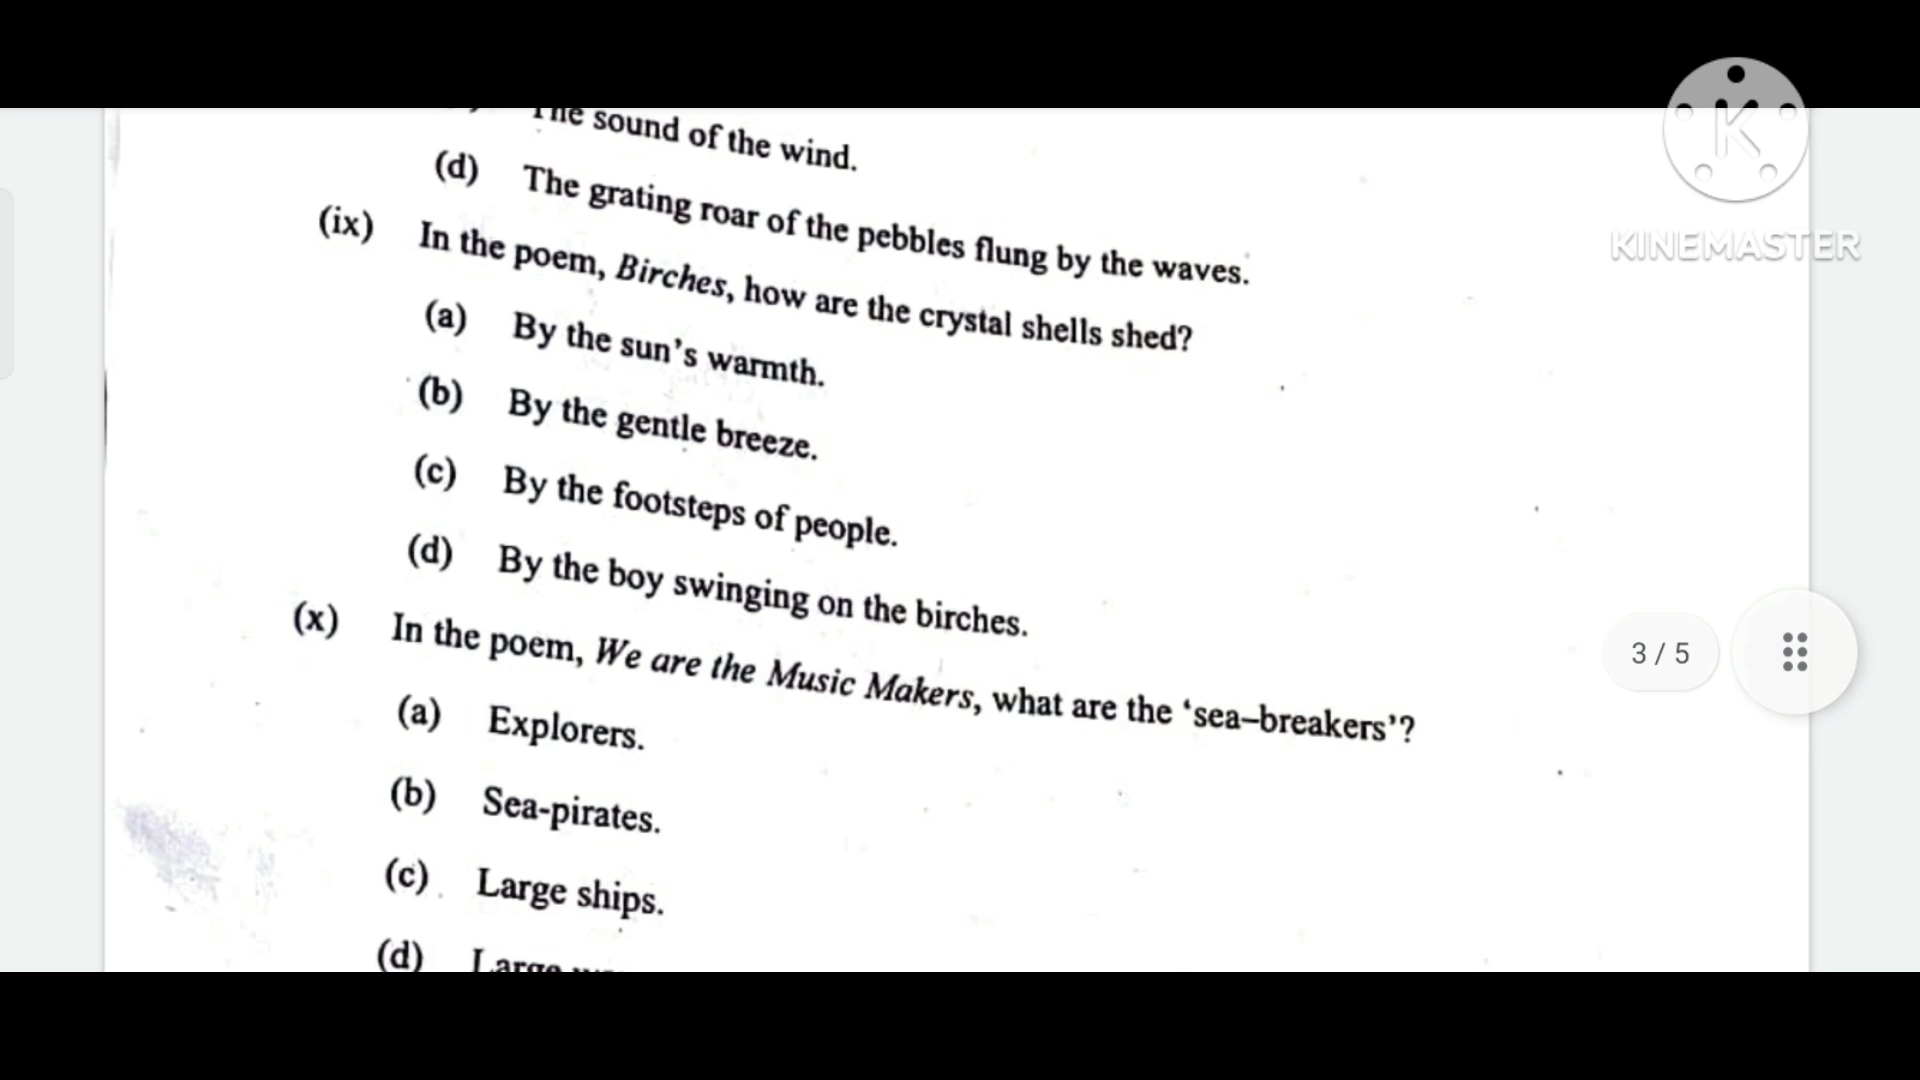 The sound of the wind.
(d) The grating roar of the pebbles flung by the waves.
(ix) In the poem, Birches, how are the crystal shells shed?
(a) By the sun's warmth.
(b) By the gentle breeze.
(c) By the footsteps of people.
(d) By the boy swinging on the birches.
(x) In the poem, We are the Music Makers, what are the ‘sea–breakers’?
(a) Explorers.
(b) Sea-pirates.
(c) Large ships.
(d) Large
K
KINEMASTER
3 / 5